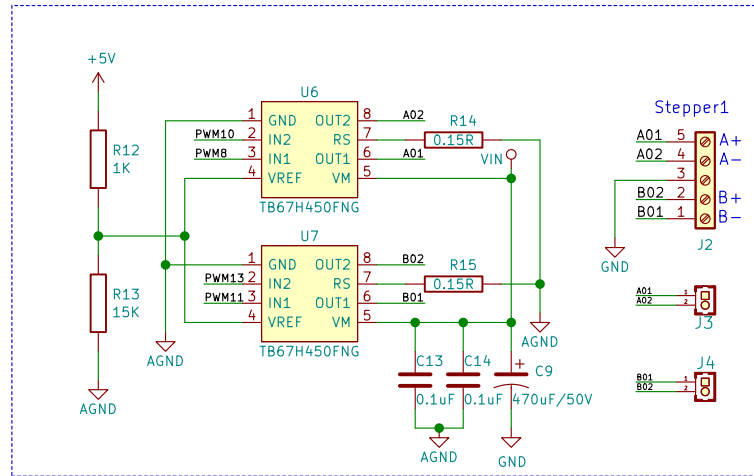 +5V
R12
1K
R13
15K
AGND
AGND
U6
1 GND OUT2 8 A02
PWM10 2 IN2 RS 7
PWM8 3 IN1 OUT1 6 A01
4 VREF VM 5
TB67H450FNG
R14
0.15R
VIN
U7
1 GND OUT2 8 B02
PWM13 2 IN2 RS 7
PWM11 3 IN1 OUT1 6 B01
4 VREF VM 5
TB67H450FNG
R15
0.15R
AGND
C13
0.1uF
C14
0.1uF
C9
+
470uF/50V
AGND
GND
Stepper1
A01 5 A+
A02 4 A-
3
B02 2 B+
B01 1 B-
J2
GND
A01 1
A02 2
J3
J4
B01 1
B02 2